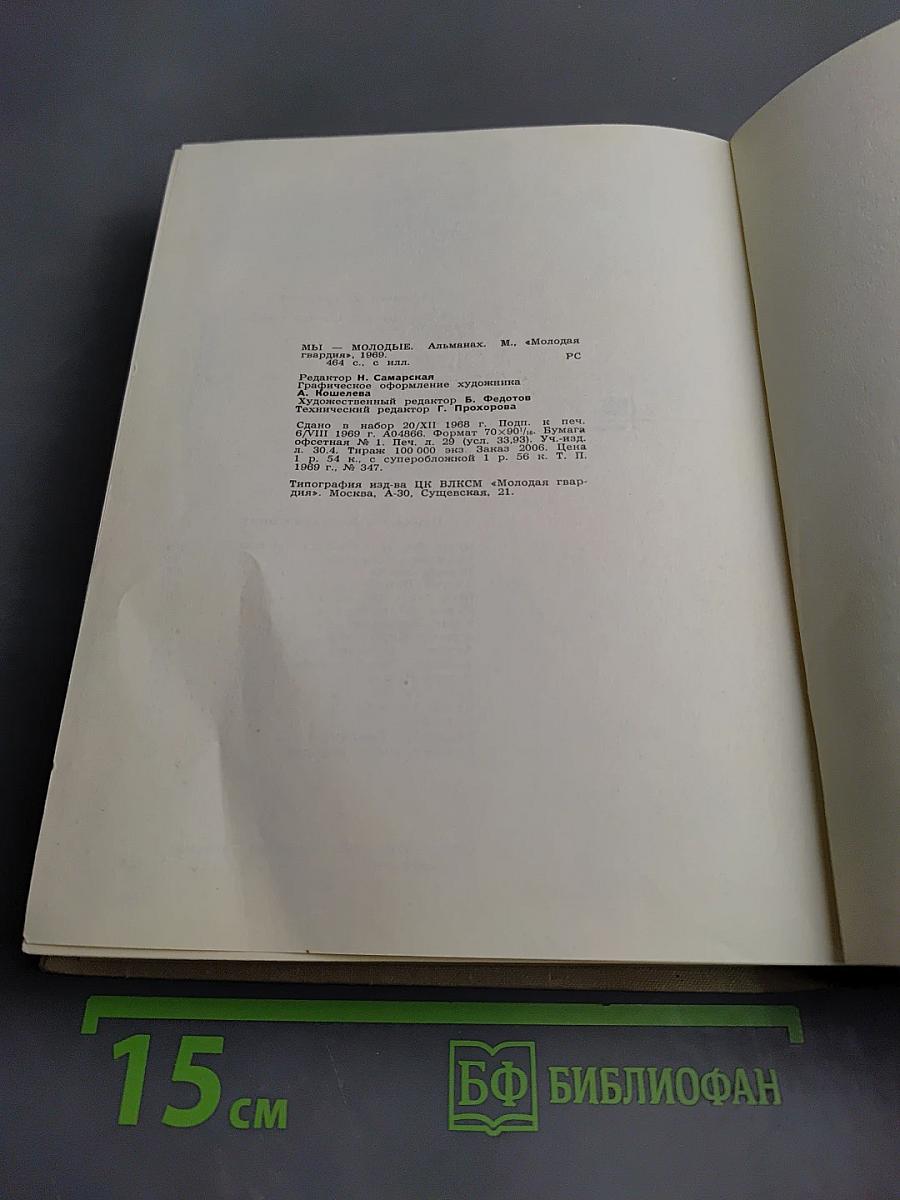 МЫ — МОЛОДЫЕ. Альманах. М., «Молодая
гвардия», 1969.
464 с., с илл. РС
Редактор Н. Самарская
Графическое оформление художника
А. Кошелева
Художественный редактор Б. Федотов
Технический редактор Г. Прохорова
Сдано в набор 20/XII 1968 г. Подп. к печ.
6/VIII 1969 г. А04866. Формат 70×90¹/₁₆. Бумага
офсетная № 1. Печ. л. 29 (усл. 33,93). Уч.-изд.
л. 30,4. Тираж 100 000 экз. Заказ 2006. Цена
1 р. 54 к., с суперобложкой 1 р. 56 к. Т. П.
1969 г., № 347.
Типография изд-ва ЦК ВЛКСМ «Молодая гвар-
дия». Москва, А-30, Сущевская, 21.
15 см
БФ БИБЛИОФАН